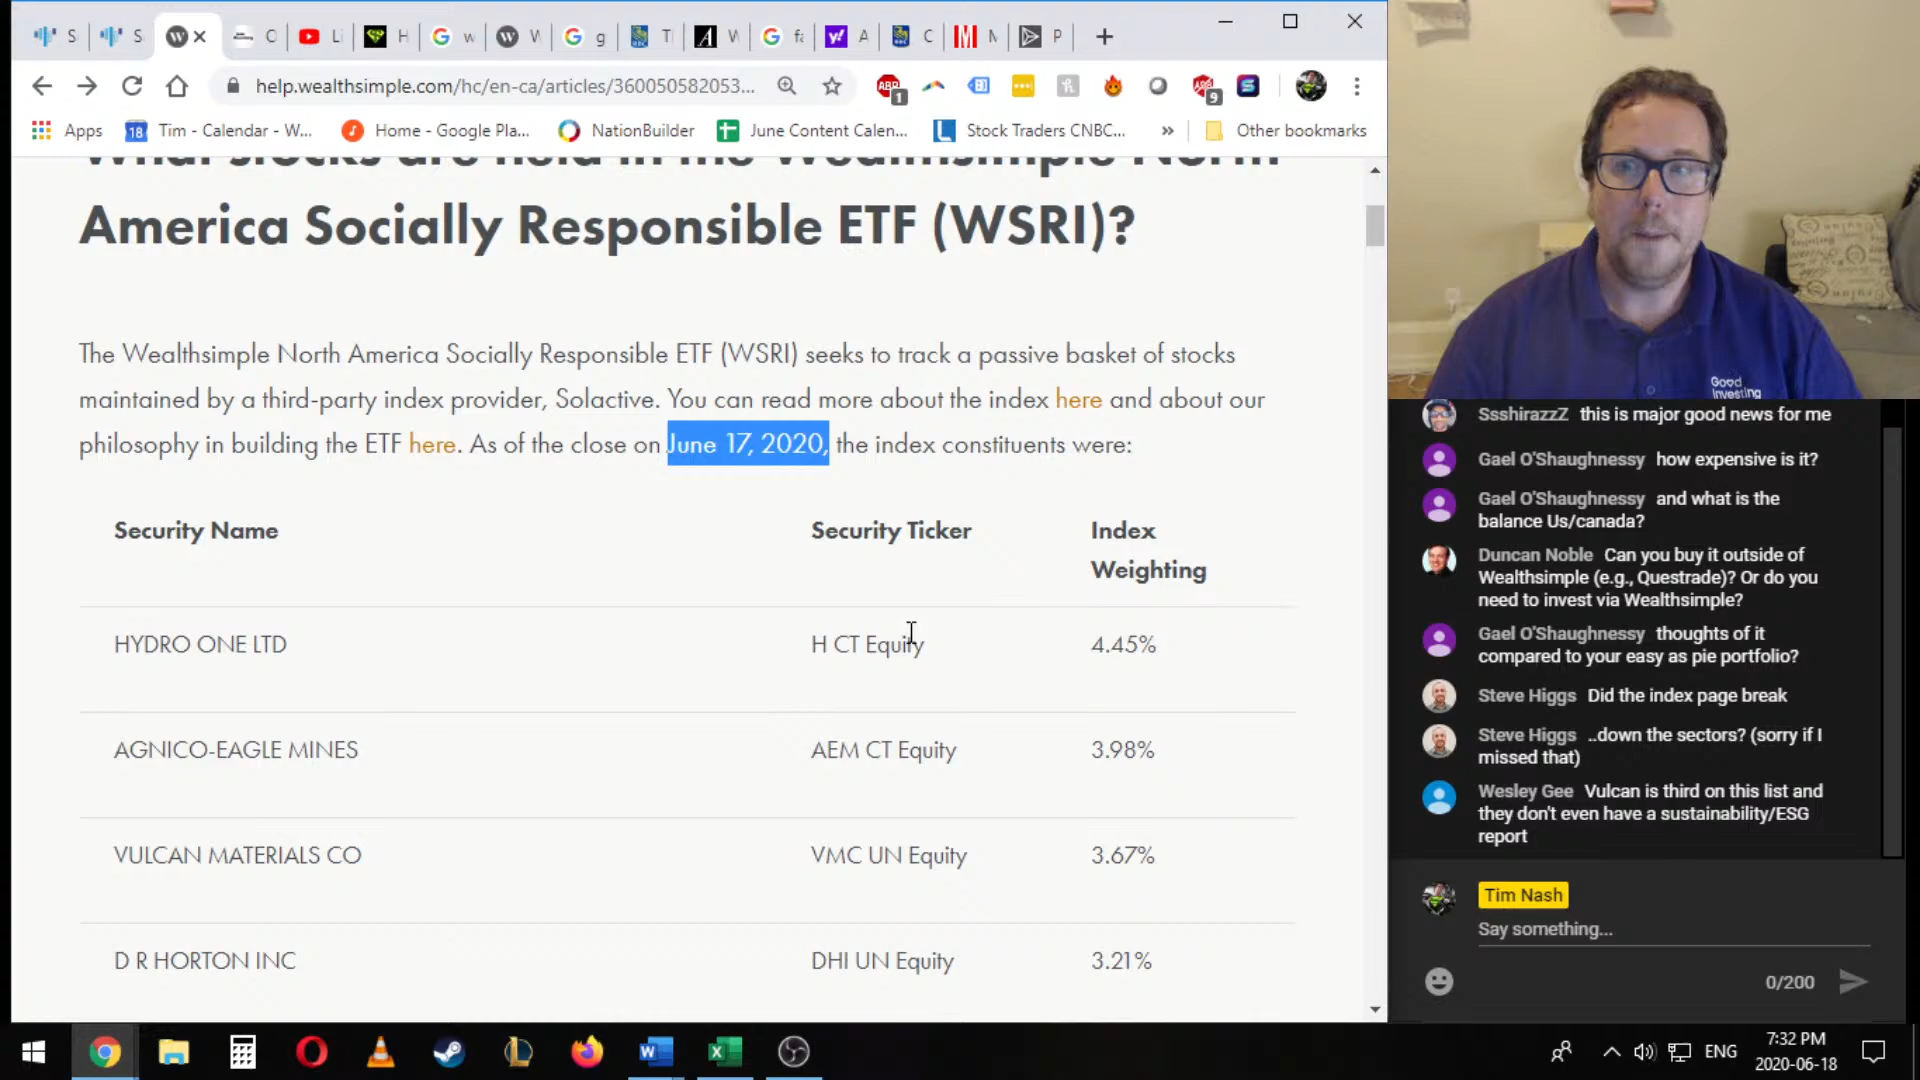 help.wealthsimple.com/hc/en-ca/articles/360050582053...
Apps
18
Tim - Calendar - W...
Home - Google Pla...
NationBuilder
June Content Calen...
Stock Traders CNBC...
Other bookmarks
What stocks are held in the Wealthsimple North
America Socially Responsible ETF (WSRI)?
The Wealthsimple North America Socially Responsible ETF (WSRI) seeks to track a passive basket of stocks
maintained by a third-party index provider, Solactive. You can read more about the index here and about our
philosophy in building the ETF here. As of the close on June 17, 2020, the index constituents were:
Security Name
Security Ticker
Index
Weighting
HYDRO ONE LTD
H CT Equity
4.45%
AGNICO-EAGLE MINES
AEM CT Equity
3.98%
VULCAN MATERIALS CO
VMC UN Equity
3.67%
D R HORTON INC
DHI UN Equity
3.21%
Good
Investing
SsshirazzZ this is major good news for me
Gael O'Shaughnessy how expensive is it?
Gael O'Shaughnessy and what is the
balance Us/canada?
Duncan Noble Can you buy it outside of
Wealthsimple (e.g., Questrade)? Or do you
need to invest via Wealthsimple?
Gael O'Shaughnessy thoughts of it
compared to your easy as pie portfolio?
Steve Higgs Did the index page break
Steve Higgs ..down the sectors? (sorry if I
missed that)
Wesley Gee Vulcan is third on this list and
they don't even have a sustainability/ESG
report
Tim Nash
Say something...
0/200
ENG
7:32 PM
2020-06-18